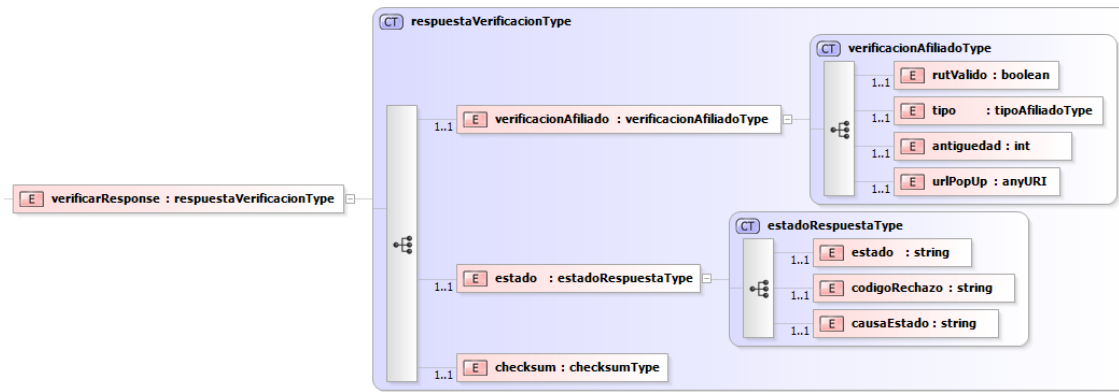 CT respuestaVerificacionType
CT verificacionAfiliadoType
E rutValido : boolean
1..1
E tipo : tipoAfiliadoType
1..1
E verificacionAfiliado : verificacionAfiliadoType
1..1
E antiguedad : int
1..1
E urlPopUp : anyURI
1..1
E verificarResponse : respuestaVerificacionType
CT estadoRespuestaType
E estado : string
1..1
E estado : estadoRespuestaType
1..1
E codigoRechazo : string
1..1
E causaEstado : string
1..1
E checksum : checksumType
1..1